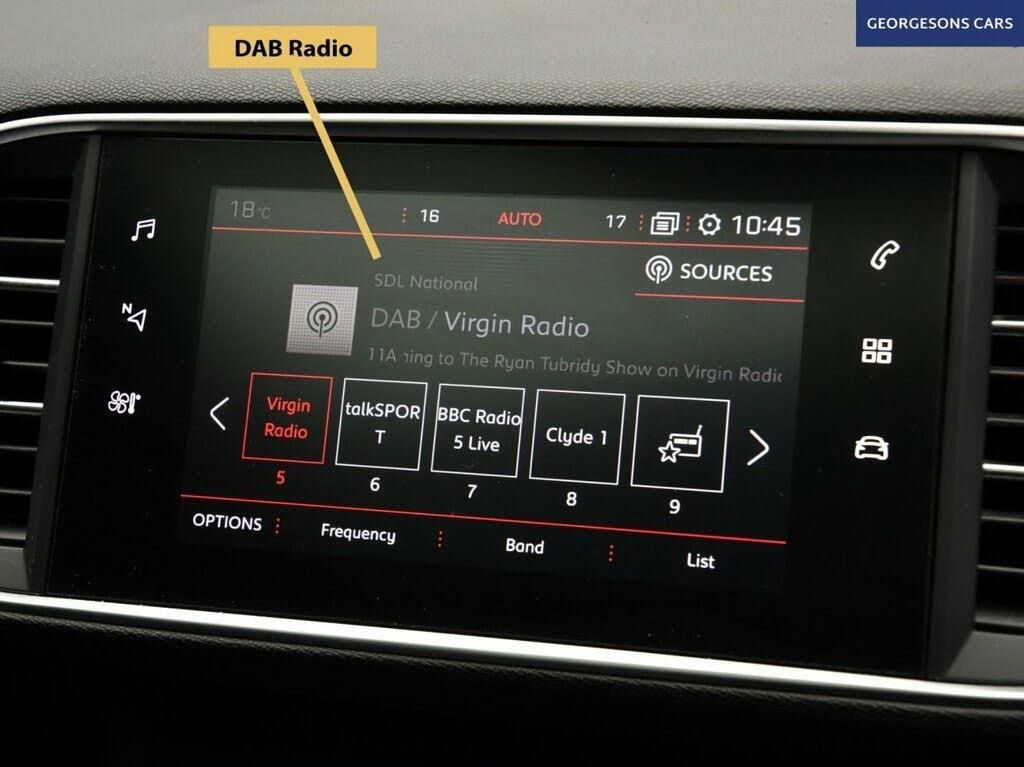 GEORGESONS CARS
DAB Radio
18°C
16
AUTO
17
10:45
SOURCES
SDL National
DAB / Virgin Radio
11A
ning to The Ryan Tubridy Show on Virgin Radi
N
Virgin
Radio
talkSPOR
T
BBC Radio
5 Live
Clyde 1
5
6
7
8
9
OPTIONS
Frequency
Band
List